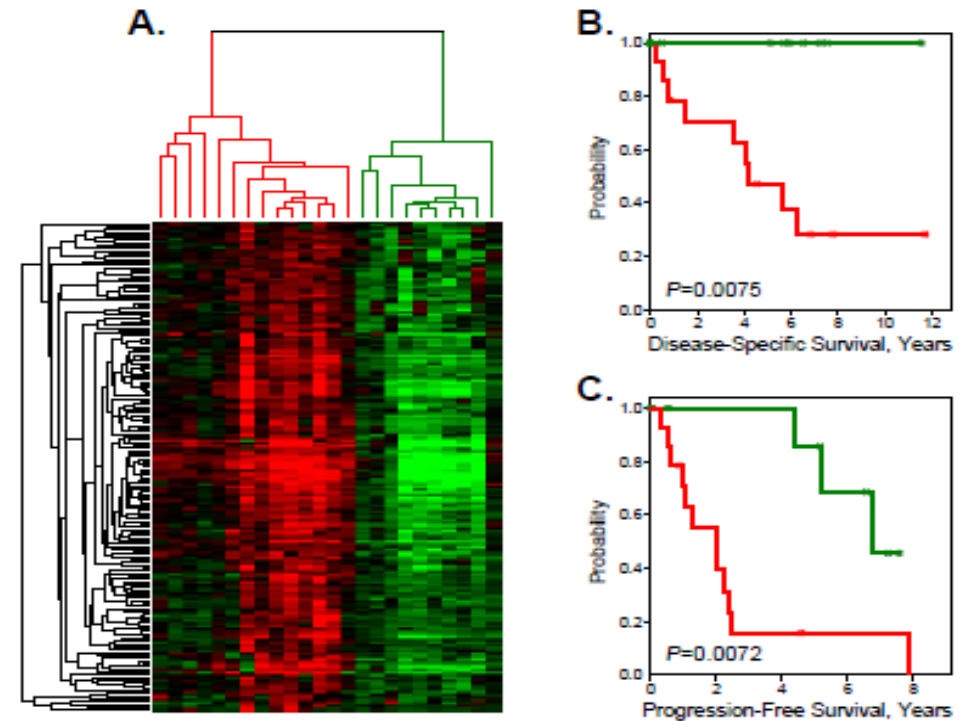 A.
B.
Probability
1.0
0.8
0.6
0.4
0.2
0.0
P=0.0075
0 2 4 6 8 10 12
Disease-Specific Survival, Years
C.
Probability
1.0
0.8
0.6
0.4
0.2
0.0
P=0.0072
0 2 4 6 8
Progression-Free Survival, Years